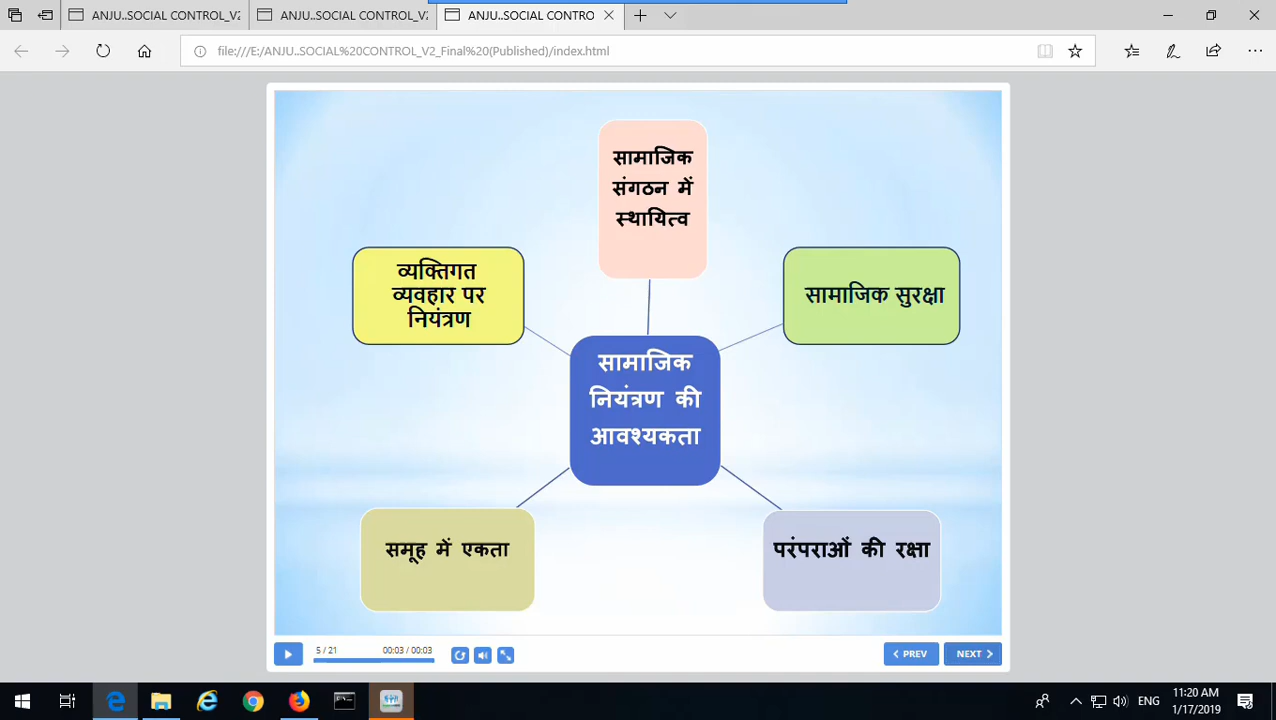 ANJU..SOCIAL CONTROL_V2
ANJU..SOCIAL CONTROL_V2
ANJU..SOCIAL CONTRO
file:///E:/ANJU..SOCIAL%20CONTROL_V2_Final%20(Published)/index.html
सामाजिक
संगठन में
स्थायित्व
व्यक्तिगत
व्यवहार पर
नियंत्रण
सामाजिक सुरक्षा
सामाजिक
नियंत्रण की
आवश्यकता
समूह में एकता
परंपराओं की रक्षा
5 / 21
00:03 / 00:03
PREV
NEXT
ENG
11:20 AM
1/17/2019